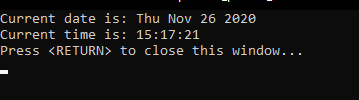 Current date is: Thu Nov 26 2020
Current time is: 15:17:21
Press <RETURN> to close this window...